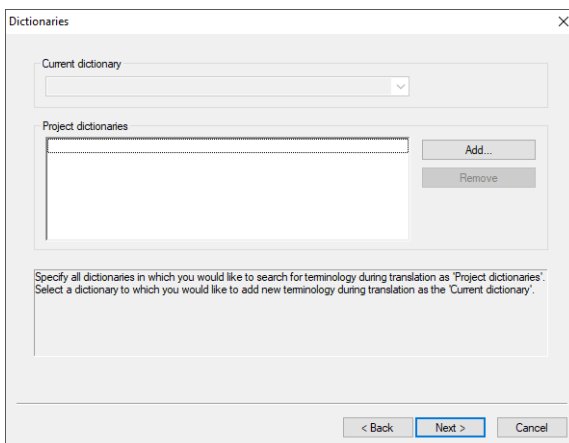 Dictionaries
Current dictionary
Project dictionaries
Add...
Remove
Specify all dictionaries in which you would like to search for terminology during translation as 'Project dictionaries'.
Select a dictionary to which you would like to add new terminology during translation as the 'Current dictionary'.
< Back
Next >
Cancel